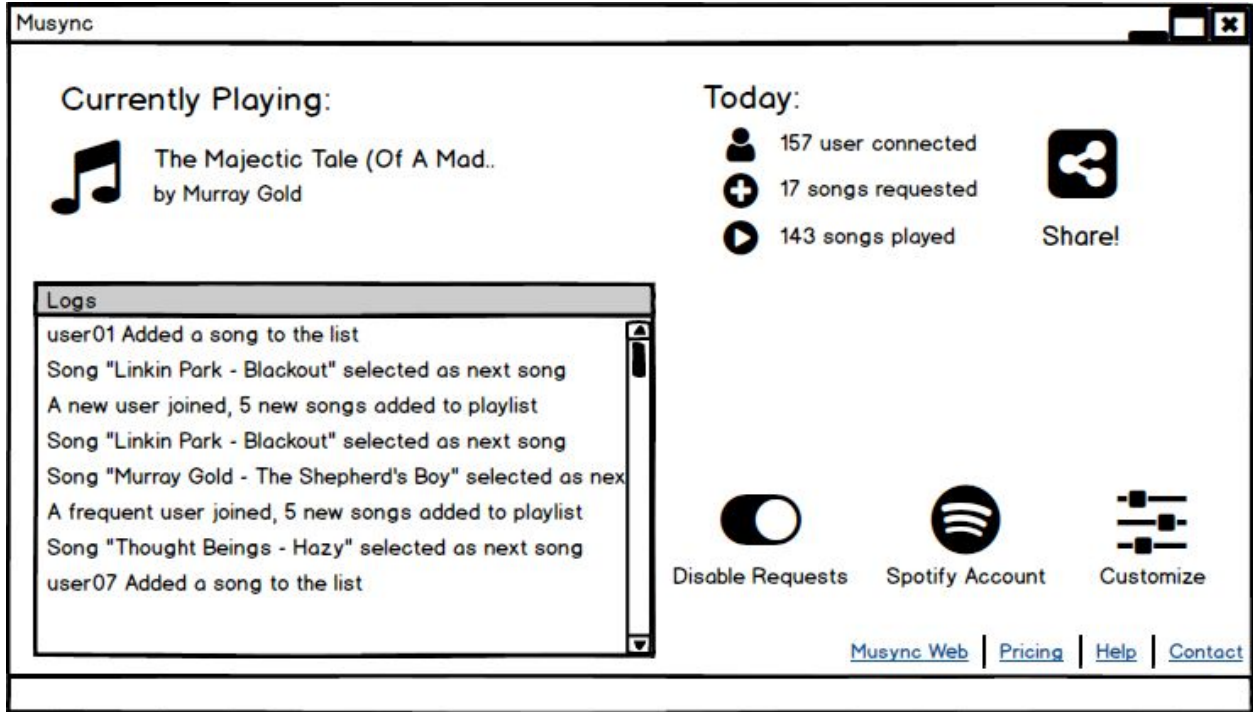 Musync
Currently Playing:
The Majectic Tale (Of A Mad..
by Murray Gold
Today:
157 user connected
17 songs requested
143 songs played
Share!
Logs
user01 Added a song to the list
Song "Linkin Park - Blackout" selected as next song
A new user joined, 5 new songs added to playlist
Song "Linkin Park - Blackout" selected as next song
Song "Murray Gold - The Shepherd's Boy" selected as nex
A frequent user joined, 5 new songs added to playlist
Song "Thought Beings - Hazy" selected as next song
user07 Added a song to the list
Disable Requests
Spotify Account
Customize
Musync Web | Pricing | Help | Contact